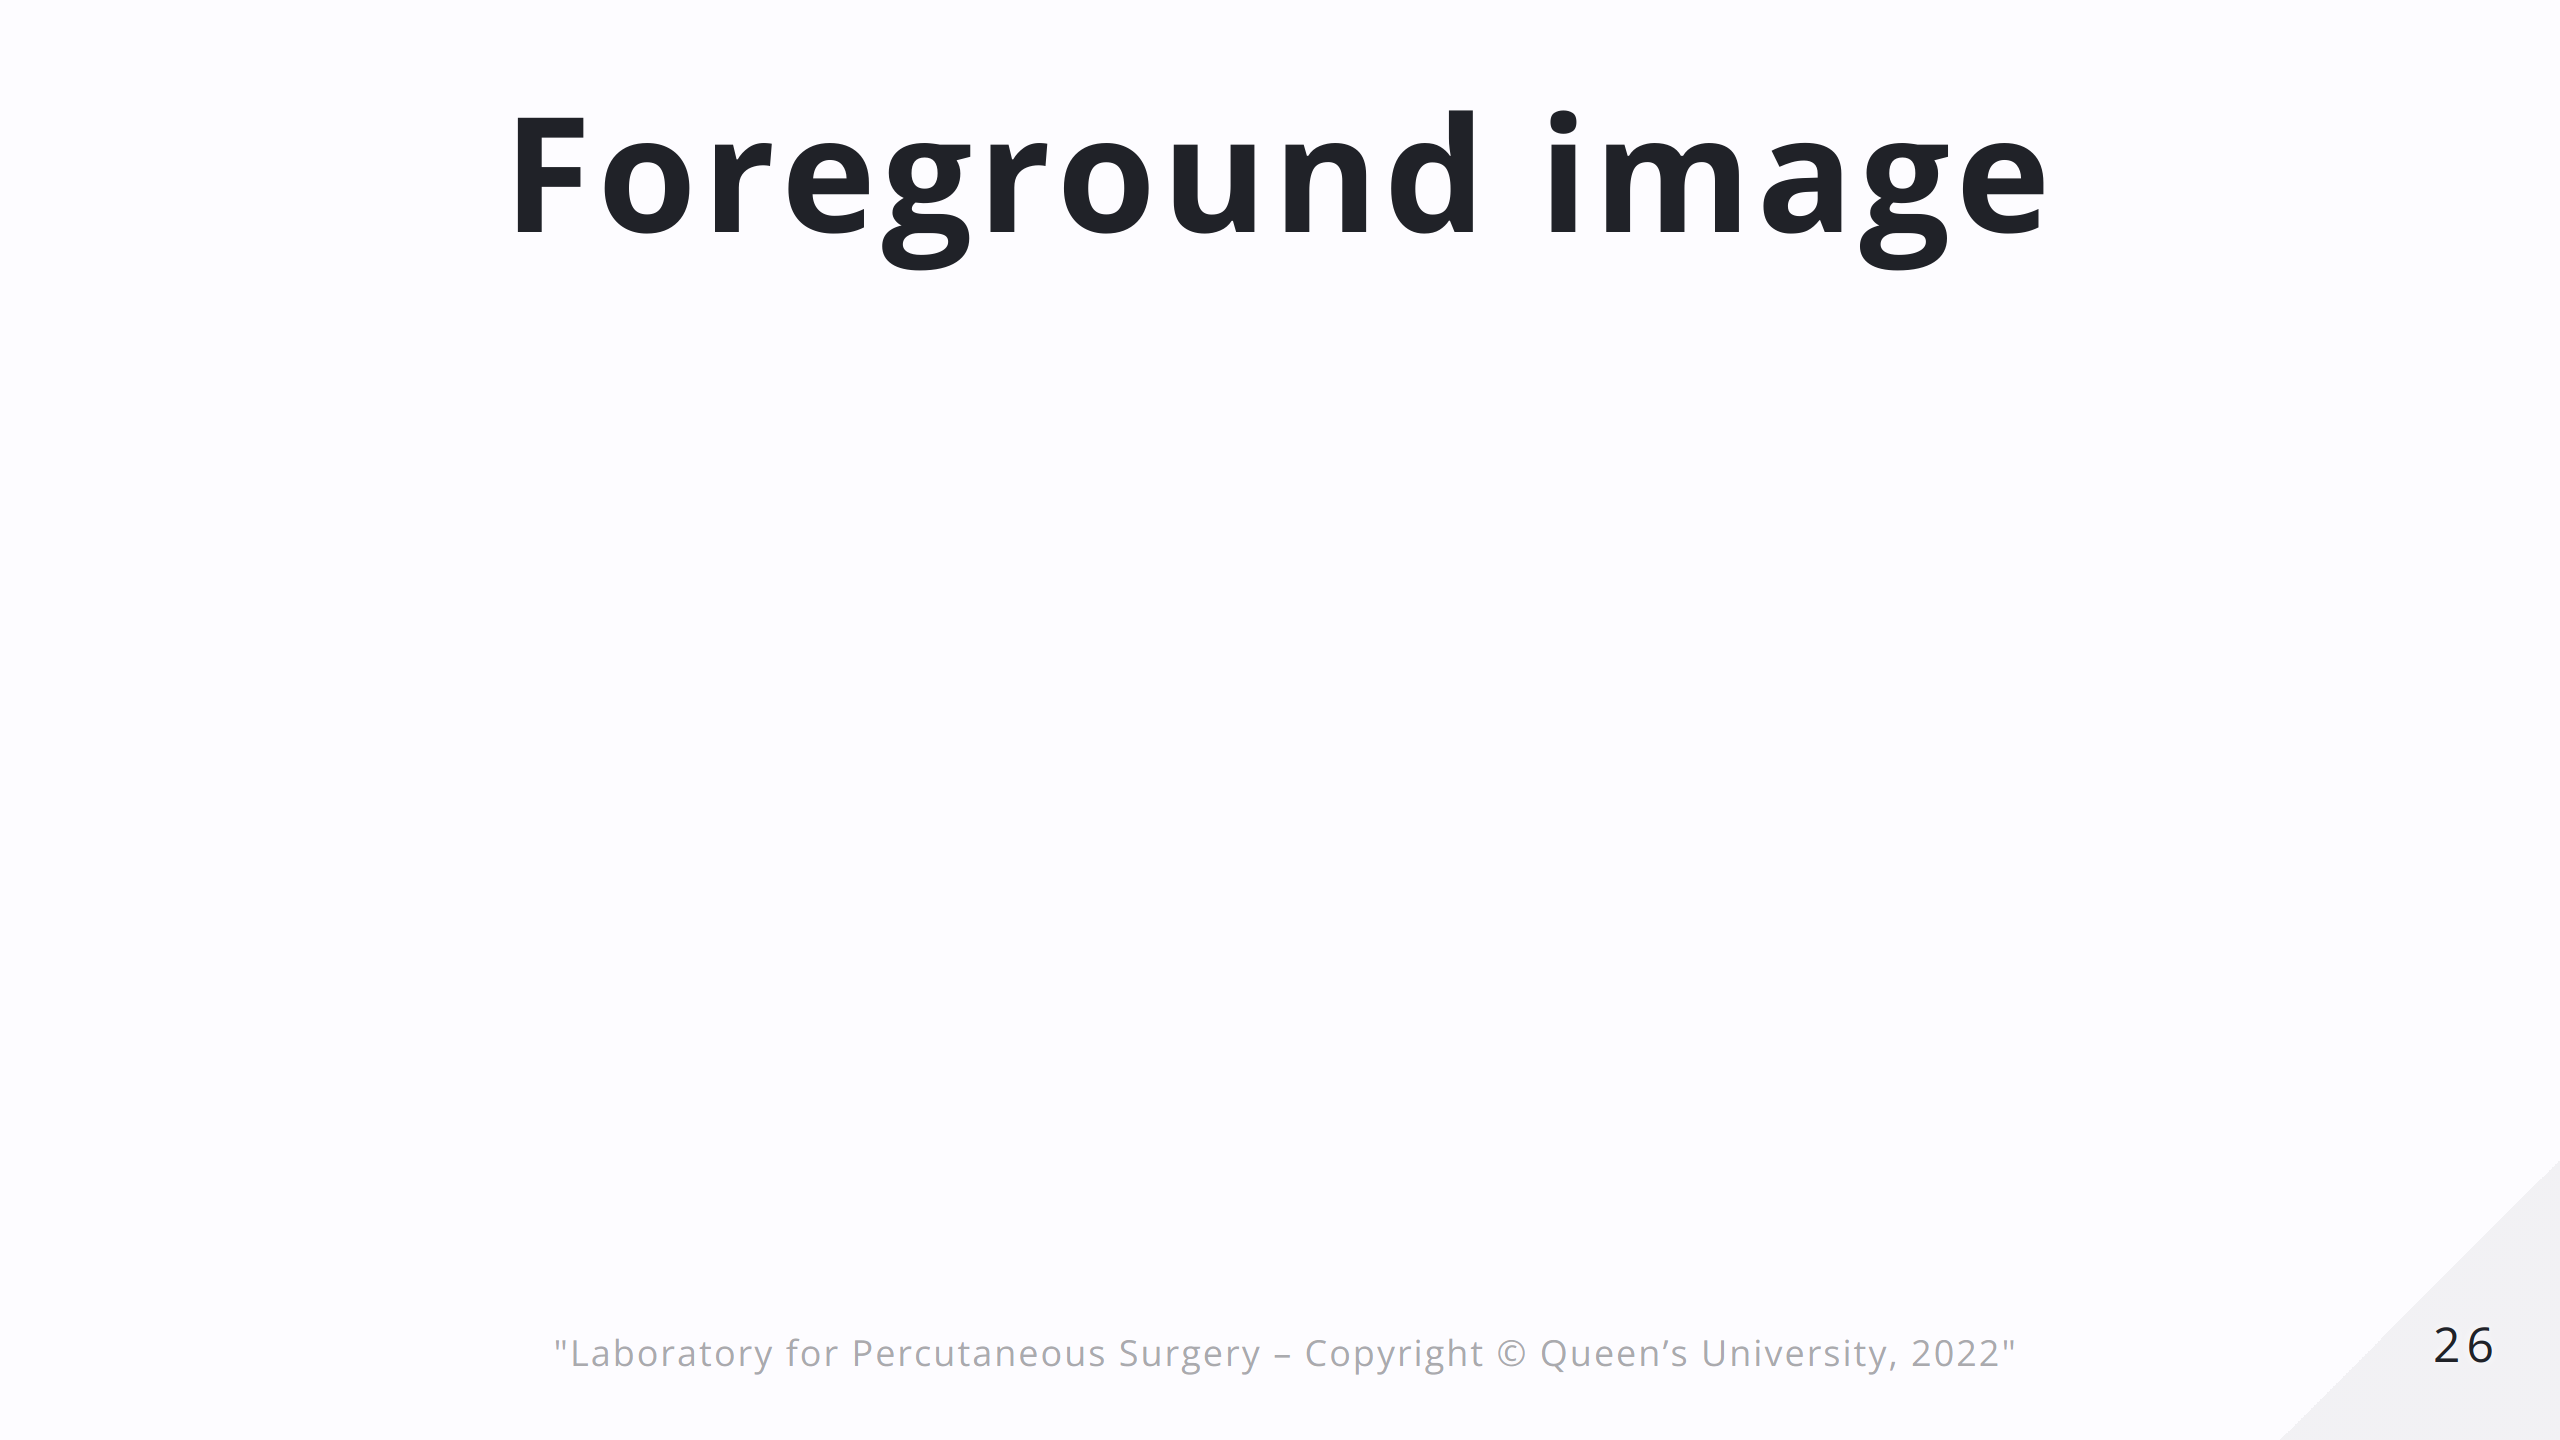 Foreground image
"Laboratory for Percutaneous Surgery – Copyright © Queen’s University, 2022"
26